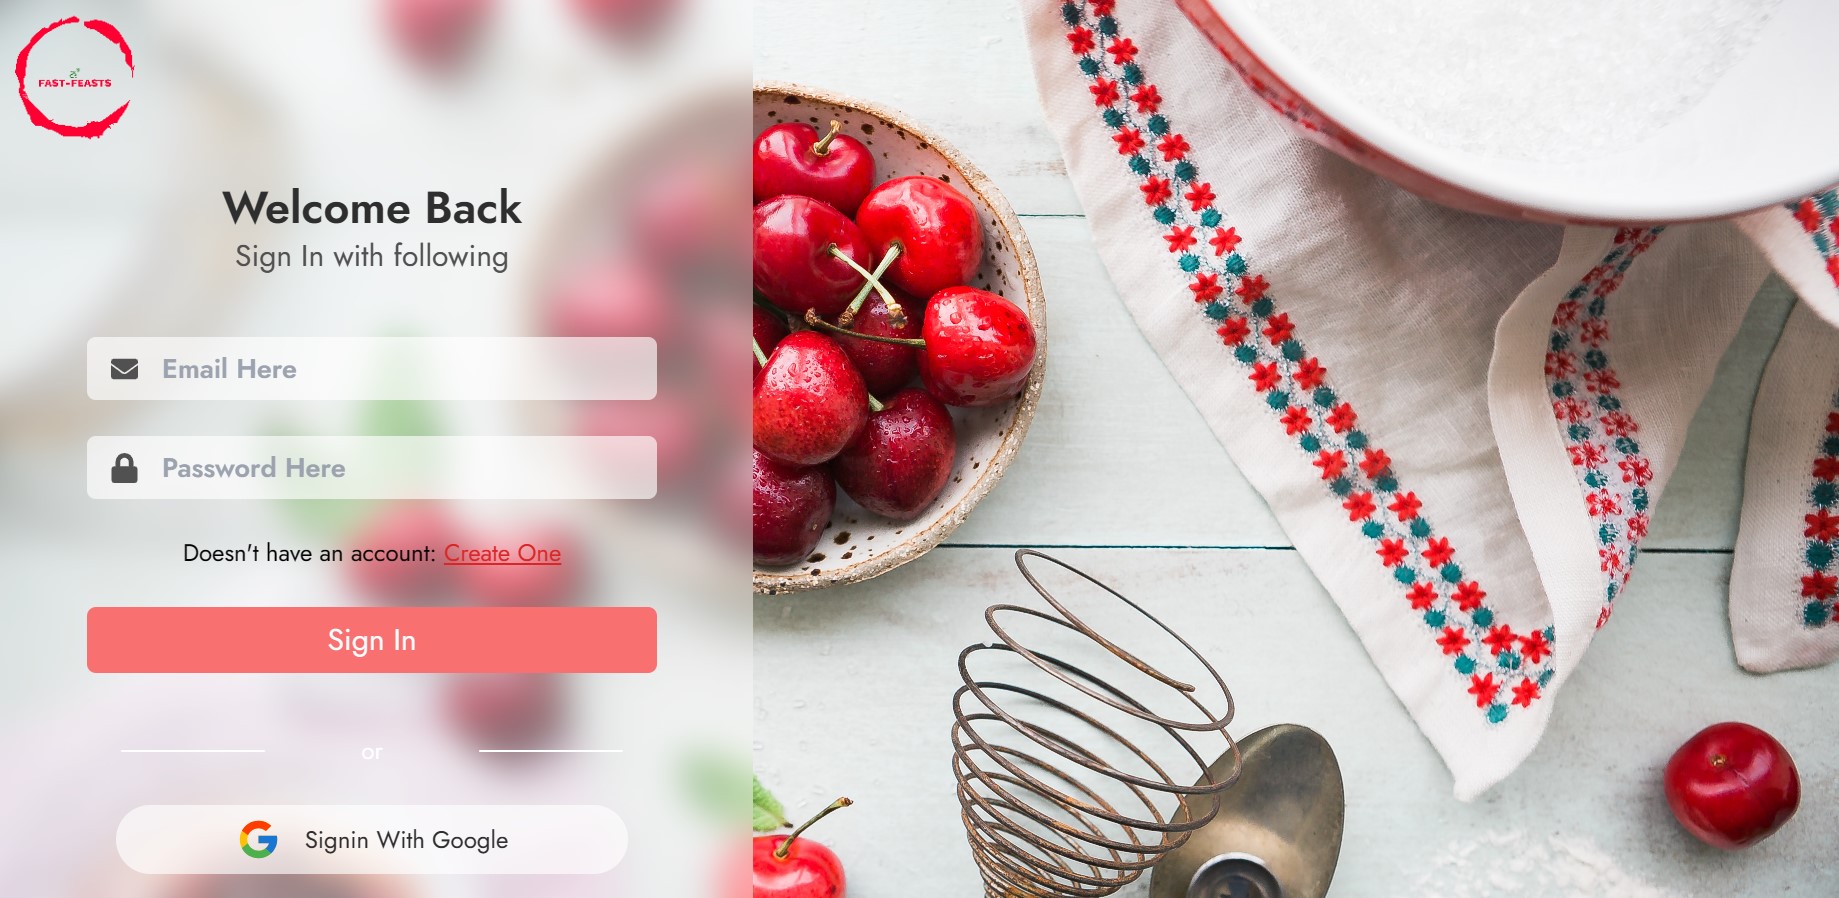 FAST-FEASTS
Welcome Back
Sign In with following
Email Here
Password Here
Doesn't have an account: Create One
Sign In
or
Signin With Google